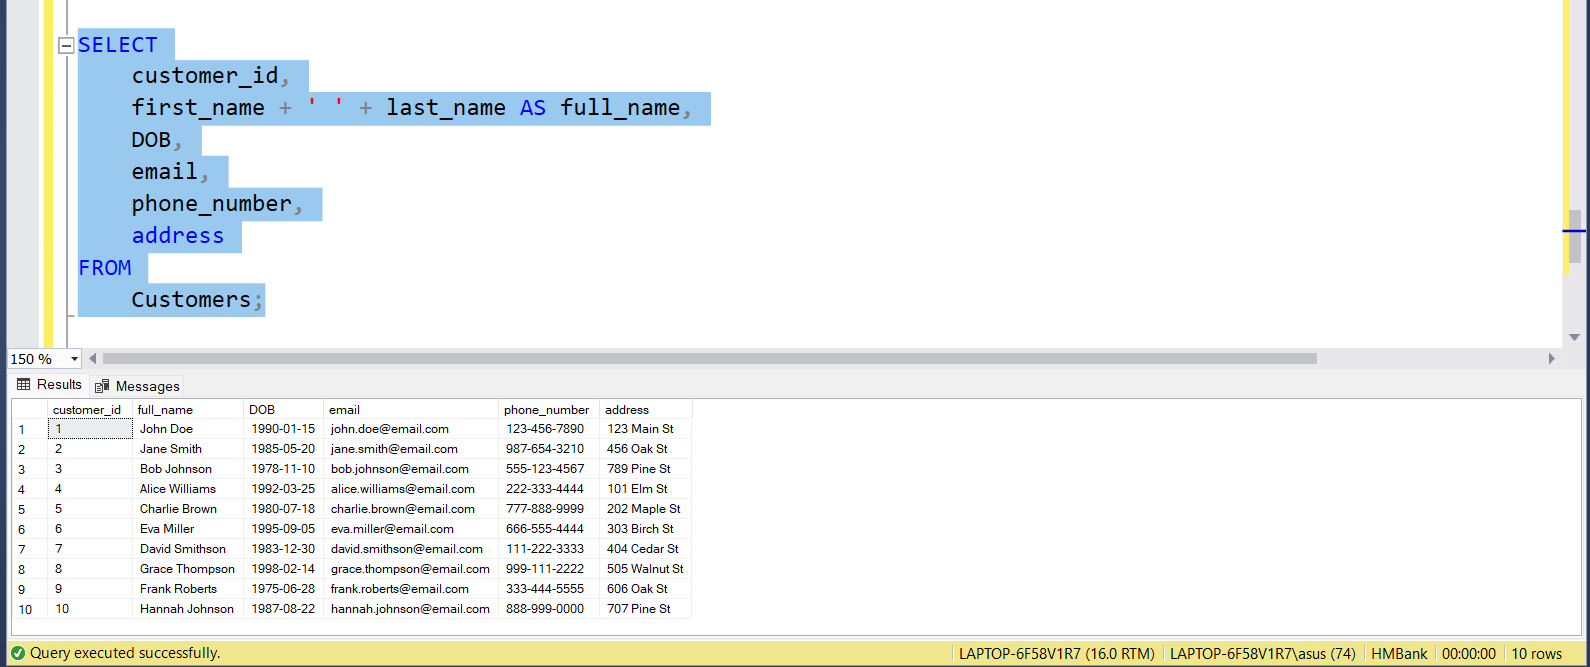 SELECT
customer_id,
first_name + ' ' + last_name AS full_name,
DOB,
email,
phone_number,
address
FROM
Customers;
150 %
Results Messages
customer_id full_name DOB email phone_number address
1 1 John Doe 1990-01-15 john.doe@email.com 123-456-7890 123 Main St
2 2 Jane Smith 1985-05-20 jane.smith@email.com 987-654-3210 456 Oak St
3 3 Bob Johnson 1978-11-10 bob.johnson@email.com 555-123-4567 789 Pine St
4 4 Alice Williams 1992-03-25 alice.williams@email.com 222-333-4444 101 Elm St
5 5 Charlie Brown 1980-07-18 charlie.brown@email.com 777-888-9999 202 Maple St
6 6 Eva Miller 1995-09-05 eva.miller@email.com 666-555-4444 303 Birch St
7 7 David Smithson 1983-12-30 david.smithson@email.com 111-222-3333 404 Cedar St
8 8 Grace Thompson 1998-02-14 grace.thompson@email.com 999-111-2222 505 Walnut St
9 9 Frank Roberts 1975-06-28 frank.roberts@email.com 333-444-5555 606 Oak St
10 10 Hannah Johnson 1987-08-22 hannah.johnson@email.com 888-999-0000 707 Pine St
Query executed successfully. LAPTOP-6F58V1R7 (16.0 RTM) LAPTOP-6F58V1R7\asus (74) HMBank 00:00:00 10 rows